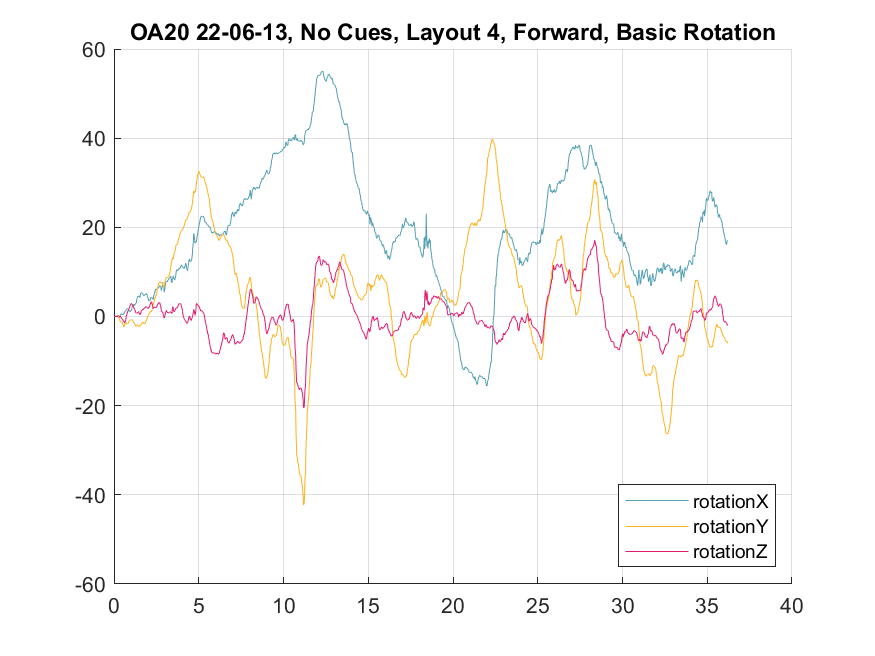 OA20 22-06-13, No Cues, Layout 4, Forward, Basic Rotation
60
40
20
0
-20
-40
-60
0 5 10 15 20 25 30 35 40
rotationX
rotationY
rotationZ